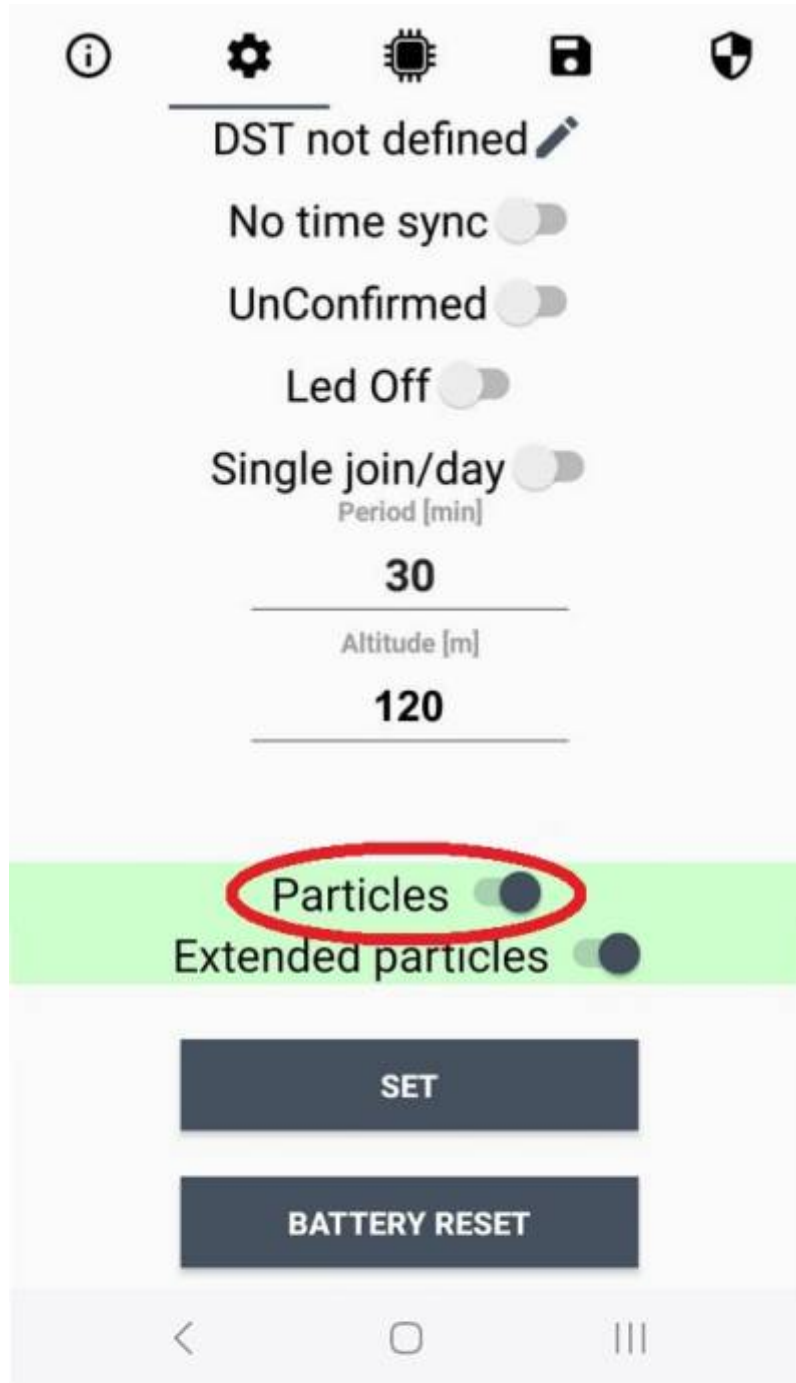 DST not defined
No time sync
UnConfirmed
Led Off
Single join/day
Period [min]
30
Altitude [m]
120
Particles
Extended particles
SET
BATTERY RESET